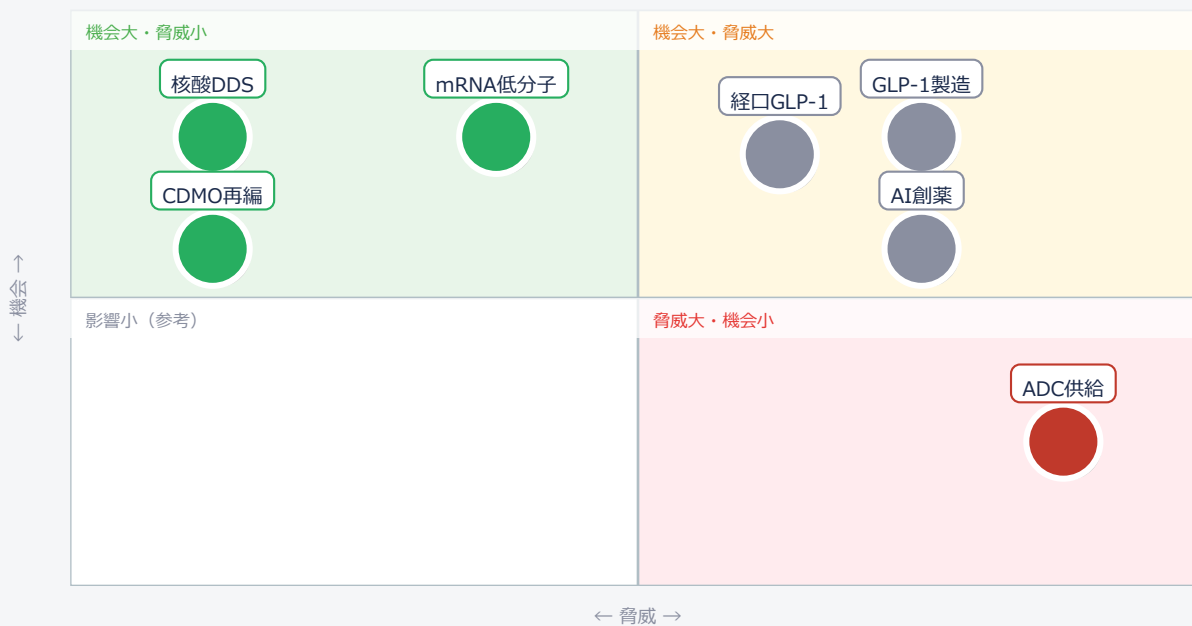 機会大・脅威小
機会大・脅威大
核酸DDS
mRNA低分子
経口GLP-1
GLP-1製造
CDMO再編
AI創薬
← 機会 →
影響小（参考）
脅威大・機会小
ADC供給
← 脅威 →